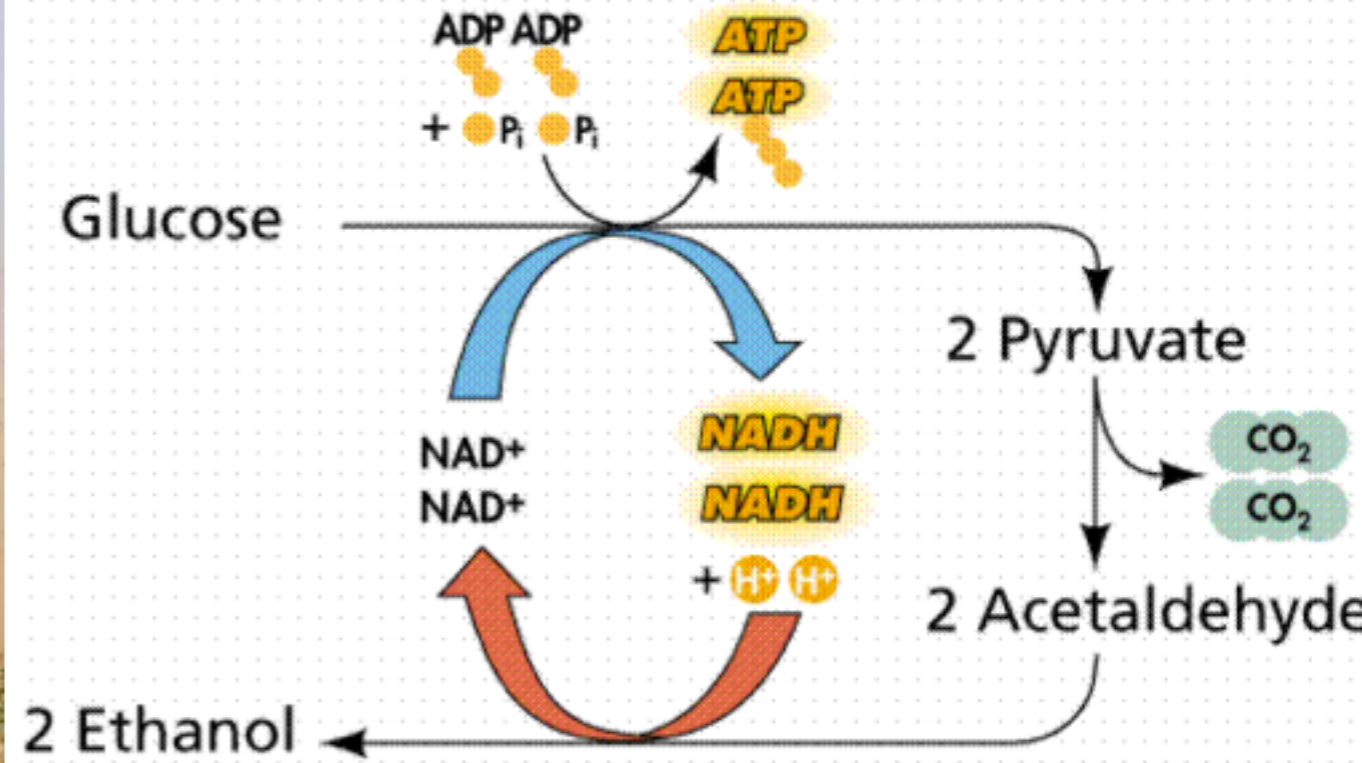 ADP ADP
ATP
ATP
+ Pi Pi
Glucose
2 Pyruvate
NAD+
NAD+
NADH
NADH
+ H+ H+
CO2
CO2
2 Acetaldehyde
2 Ethanol